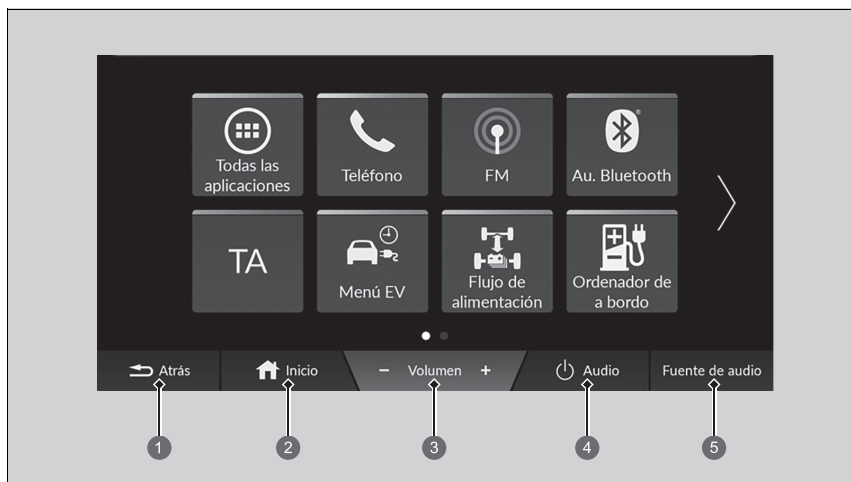 Todas las
aplicaciones
Teléfono
FM
Au. Bluetooth
®
TA
Menú EV
Flujo de
alimentación
Ordenador de
a bordo
Atrás
Inicio
– Volumen +
Audio
Fuente de audio
1
2
3
4
5